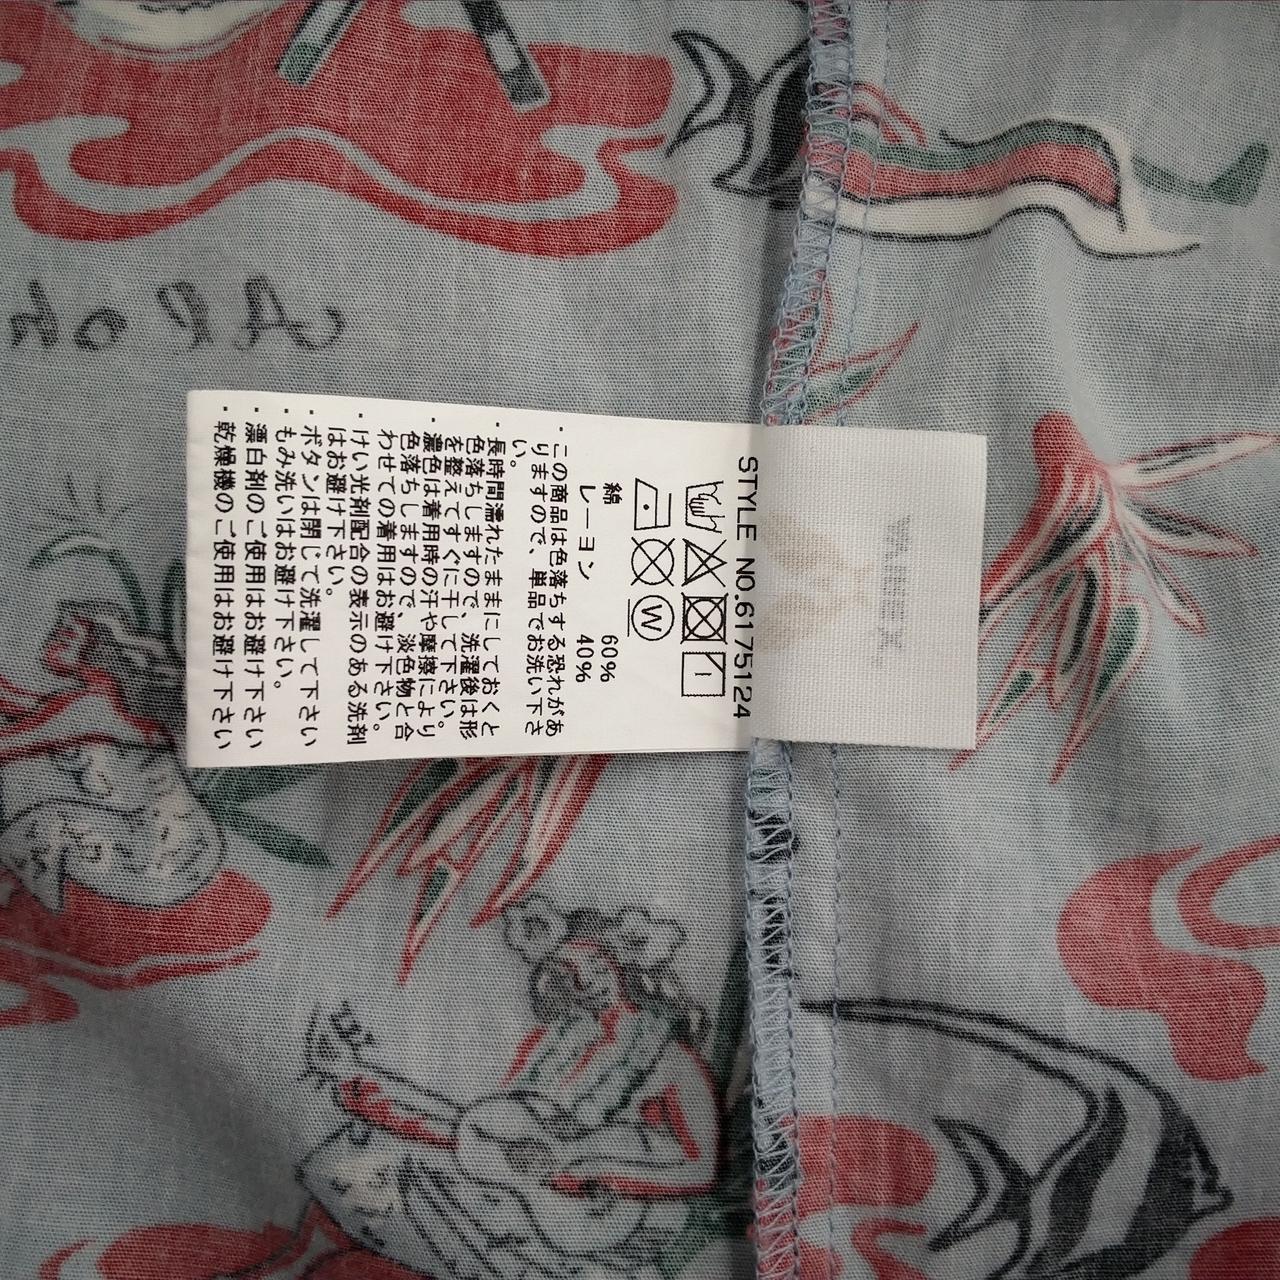 STYLE NO.6175124
W
綿 60%
レーヨン 40%
・この商品は色落ちする恐れがあ
りますので、単品でお洗い下さ
い。
・長時間濡れたままにしておくと
色落ちしますので、洗濯後は形
を整えてすぐに干して下さい。
・濃色は着用時の汗や摩擦により
色落ちしますので、淡色物と合
わせての着用はお避け下さい。
・けい光剤配合の表示のある洗剤
はお避け下さい。
・ボタンは閉じて洗濯して下さい
・もみ洗いはお避け下さい。
・漂白剤のご使用はお避け下さい
・乾燥機のご使用はお避け下さい